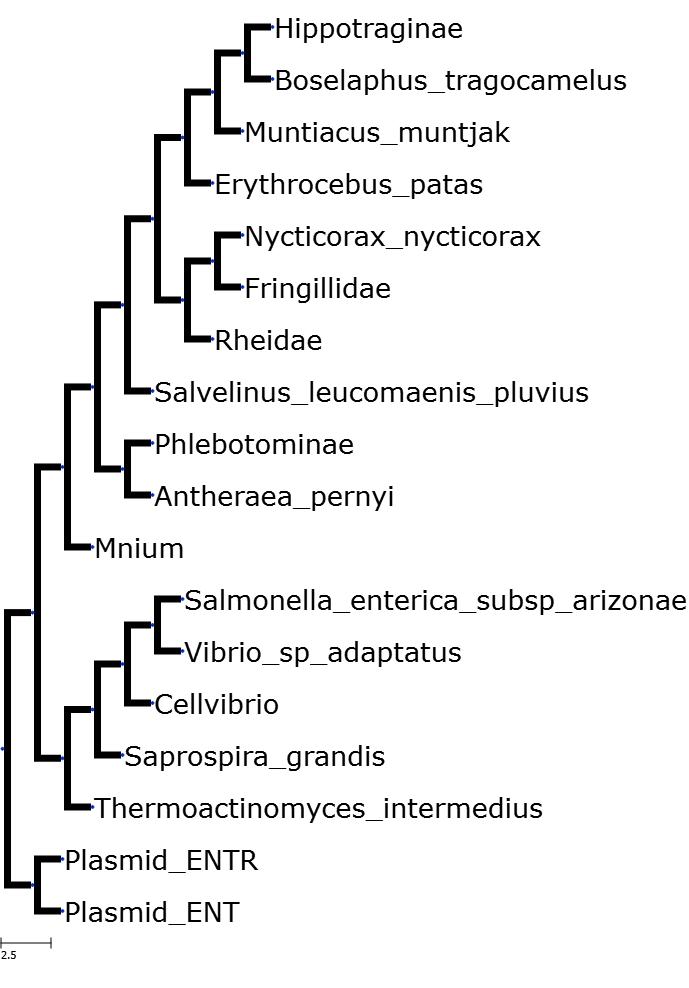 Hippotraginae
Boselaphus_tragocamelus
Muntiacus_muntjak
Erythrocebus_patas
Nycticorax_nycticorax
Fringillidae
Rheidae
Salvelinus_leucomaenis_pluvius
Phlebotominae
Antheraea_pernyi
Mnium
Salmonella_enterica_subsp_arizonae
Vibrio_sp_adaptatus
Cellvibrio
Saprospira_grandis
Thermoactinomyces_intermedius
Plasmid_ENTR
Plasmid_ENT
2.5